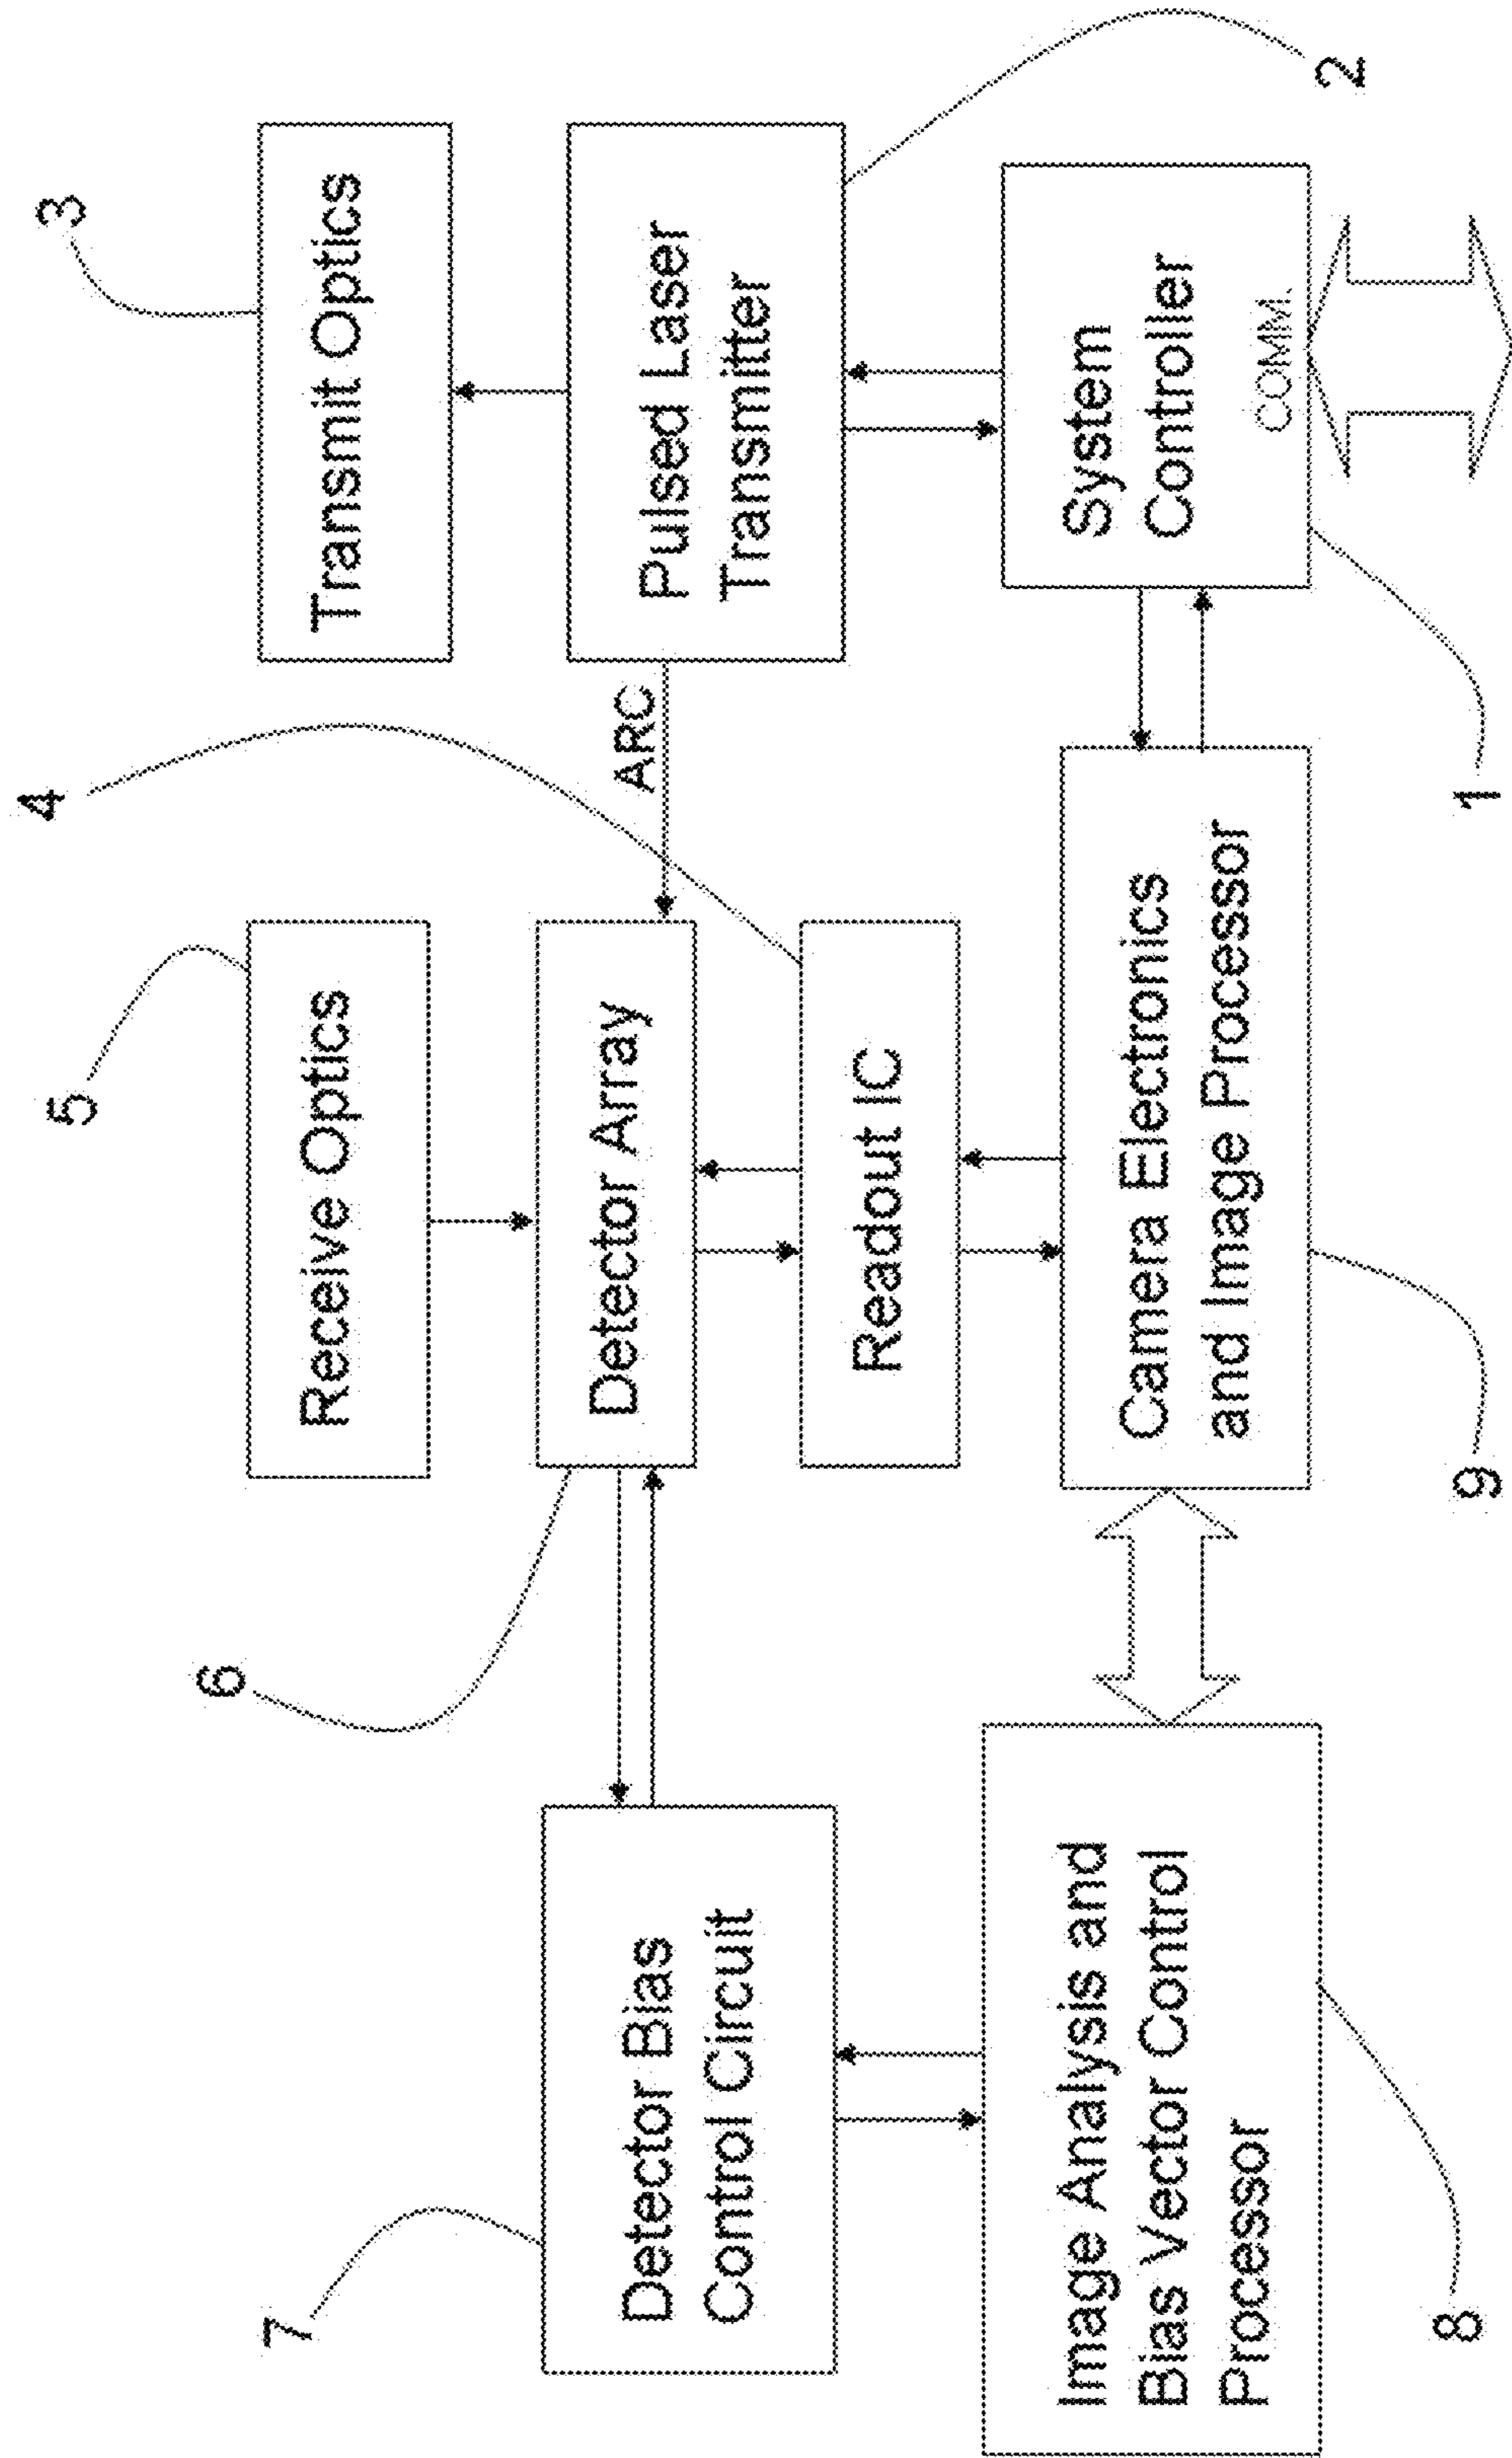 7
6
5
4
3
Receive Optics
Transmit Optics
Detector Bias
Control Circuit
Detector Array
ARC
Pulsed Laser
Transmitter
Readout IC
Image Analysis and
Bias Vector Control
Processor
Camera Electronics
and Image Processor
System
Controller
COMM.
2
8
9
1